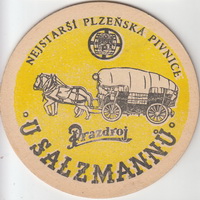 NEJSTARŠÍ PLZEŇSKÁ PIVNICE
Prazdroj
· U SALZMANNŮ ·